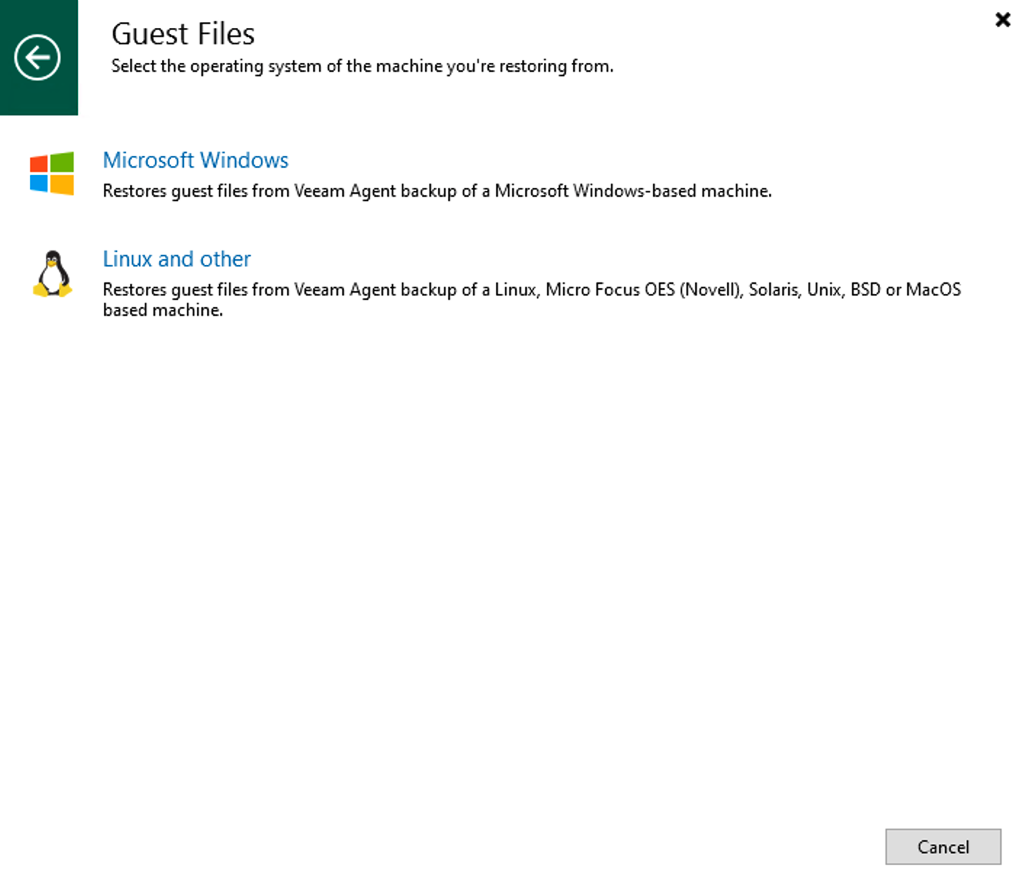 Guest Files
Select the operating system of the machine you're restoring from.
Microsoft Windows
Restores guest files from Veeam Agent backup of a Microsoft Windows-based machine.
Linux and other
Restores guest files from Veeam Agent backup of a Linux, Micro Focus OES (Novell), Solaris, Unix, BSD or MacOS
based machine.
Cancel